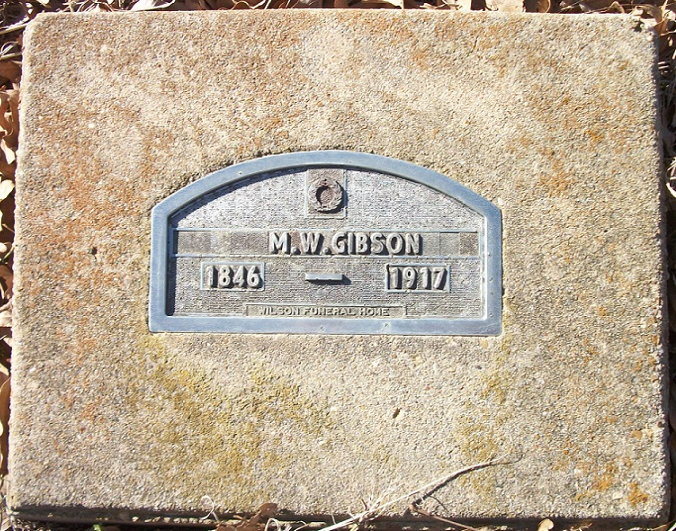 M.W.GIBSON
1846 — 1917
WILSON FUNERAL HOME